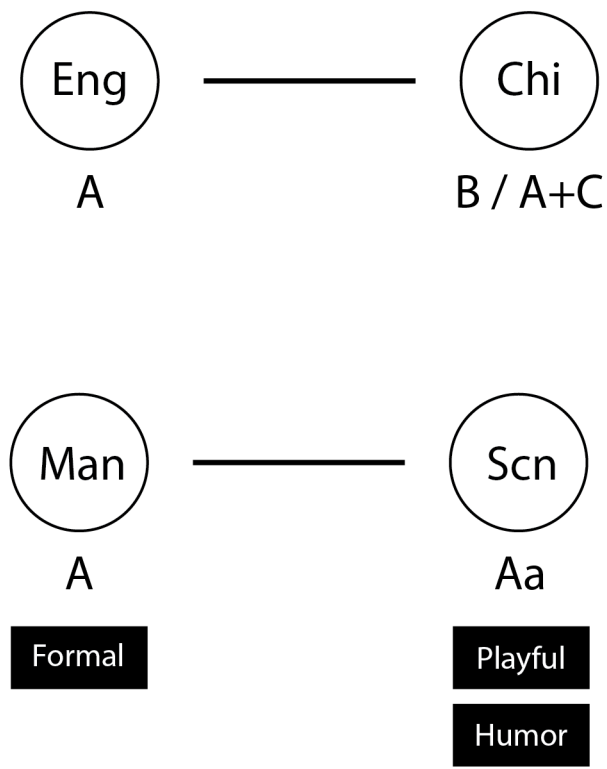 Eng Chi
A B / A+C
Man Scn
A Aa
Formal Playful
Humor